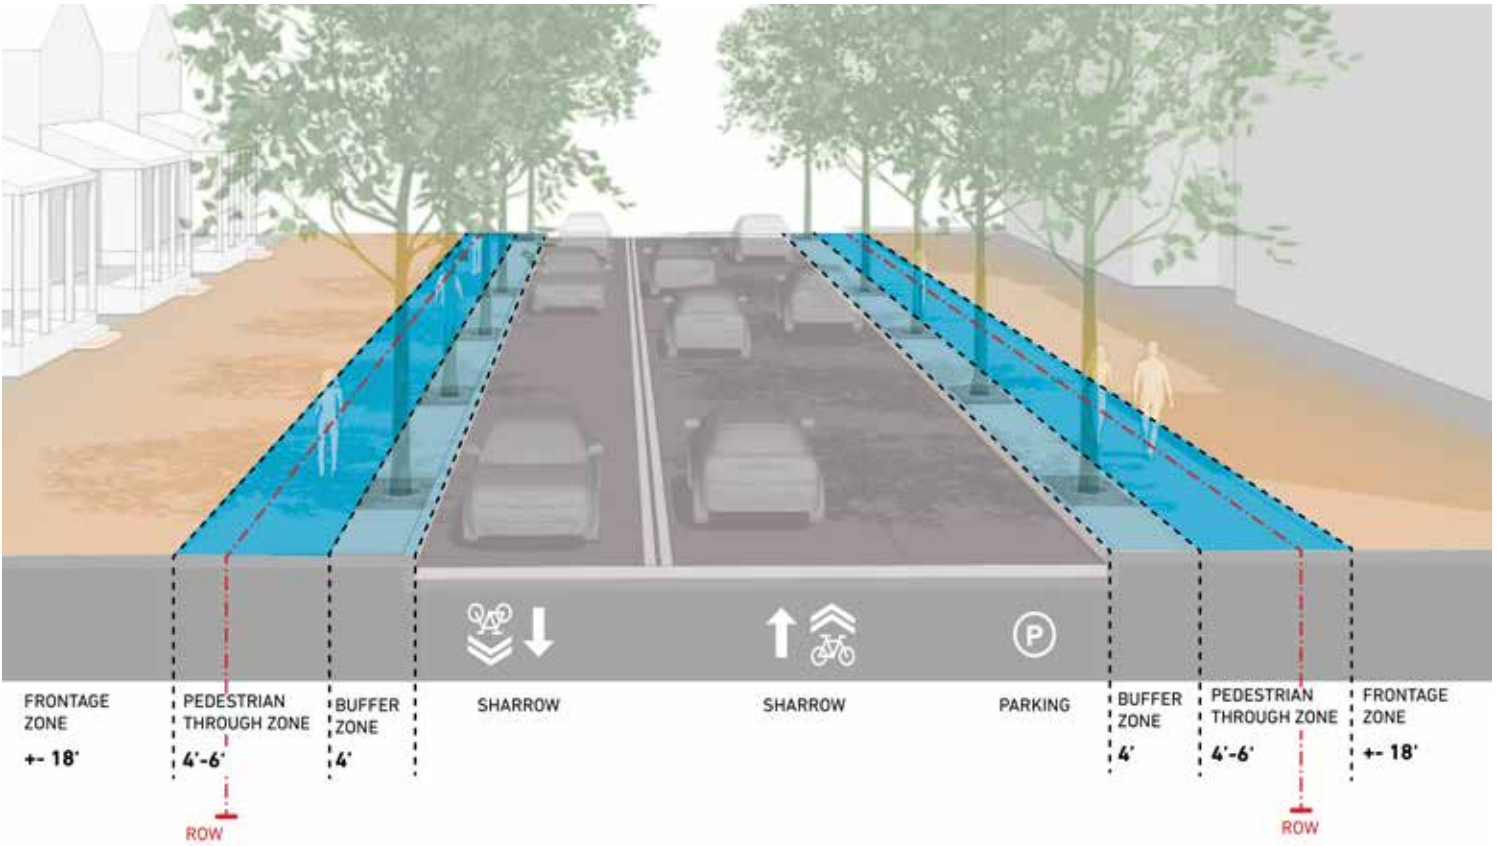 P
FRONTAGE
ZONE
+- 18'
PEDESTRIAN
THROUGH ZONE
4'-6'
BUFFER
ZONE
4'
SHARROW
SHARROW
PARKING
BUFFER
ZONE
4'
PEDESTRIAN
THROUGH ZONE
4'-6'
FRONTAGE
ZONE
+- 18'
ROW
ROW